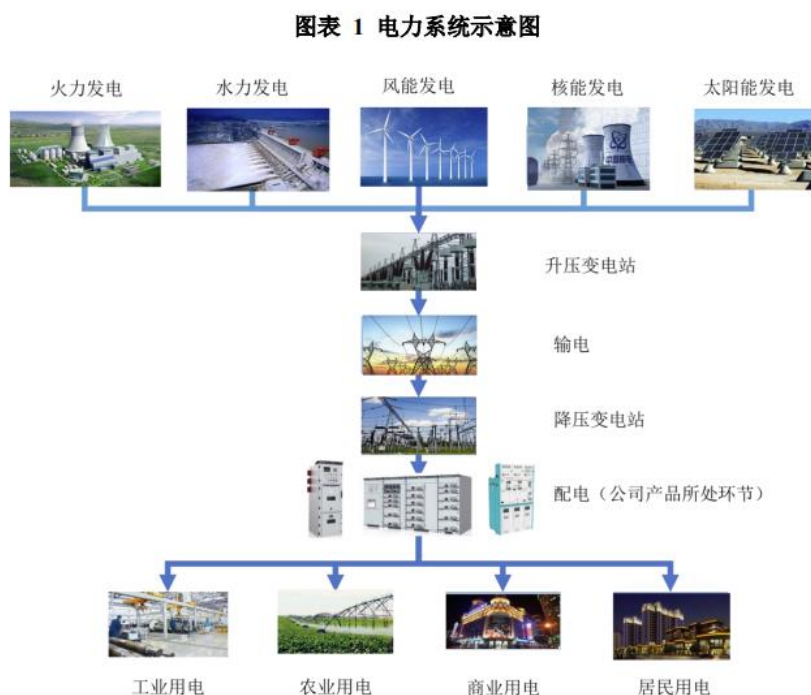 图表 1 电力系统示意图
火力发电
水力发电
风能发电
核能发电
太阳能发电
升压变电站
输电
降压变电站
配电（公司产品所处环节）
工业用电
农业用电
商业用电
居民用电